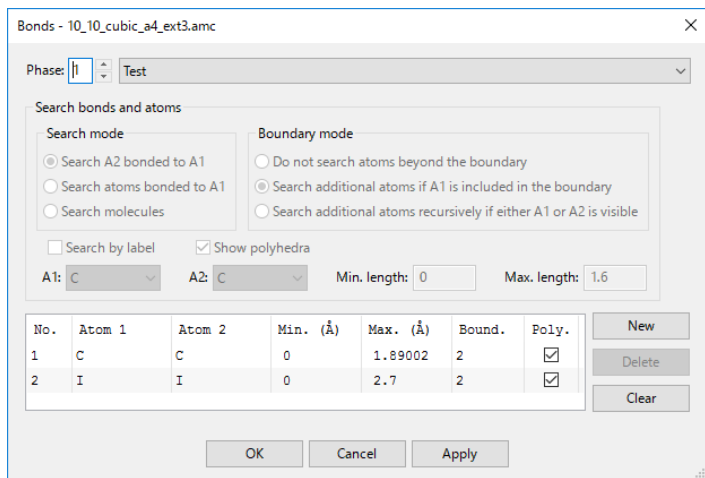 Bonds - 10_10_cubic_a4_ext3.amc
Phase: 1 Test
Search bonds and atoms
Search mode
Boundary mode
Search A2 bonded to A1
Do not search atoms beyond the boundary
Search atoms bonded to A1
Search additional atoms if A1 is included in the boundary
Search molecules
Search additional atoms recursively if either A1 or A2 is visible
Search by label Show polyhedra
A1: C A2: C Min. length: 0 Max. length: 1.6
No. Atom 1 Atom 2 Min. (Å) Max. (Å) Bound. Poly.
1 C C 0 1.89002 2
2 I I 0 2.7 2
New
Delete
Clear
OK Cancel Apply